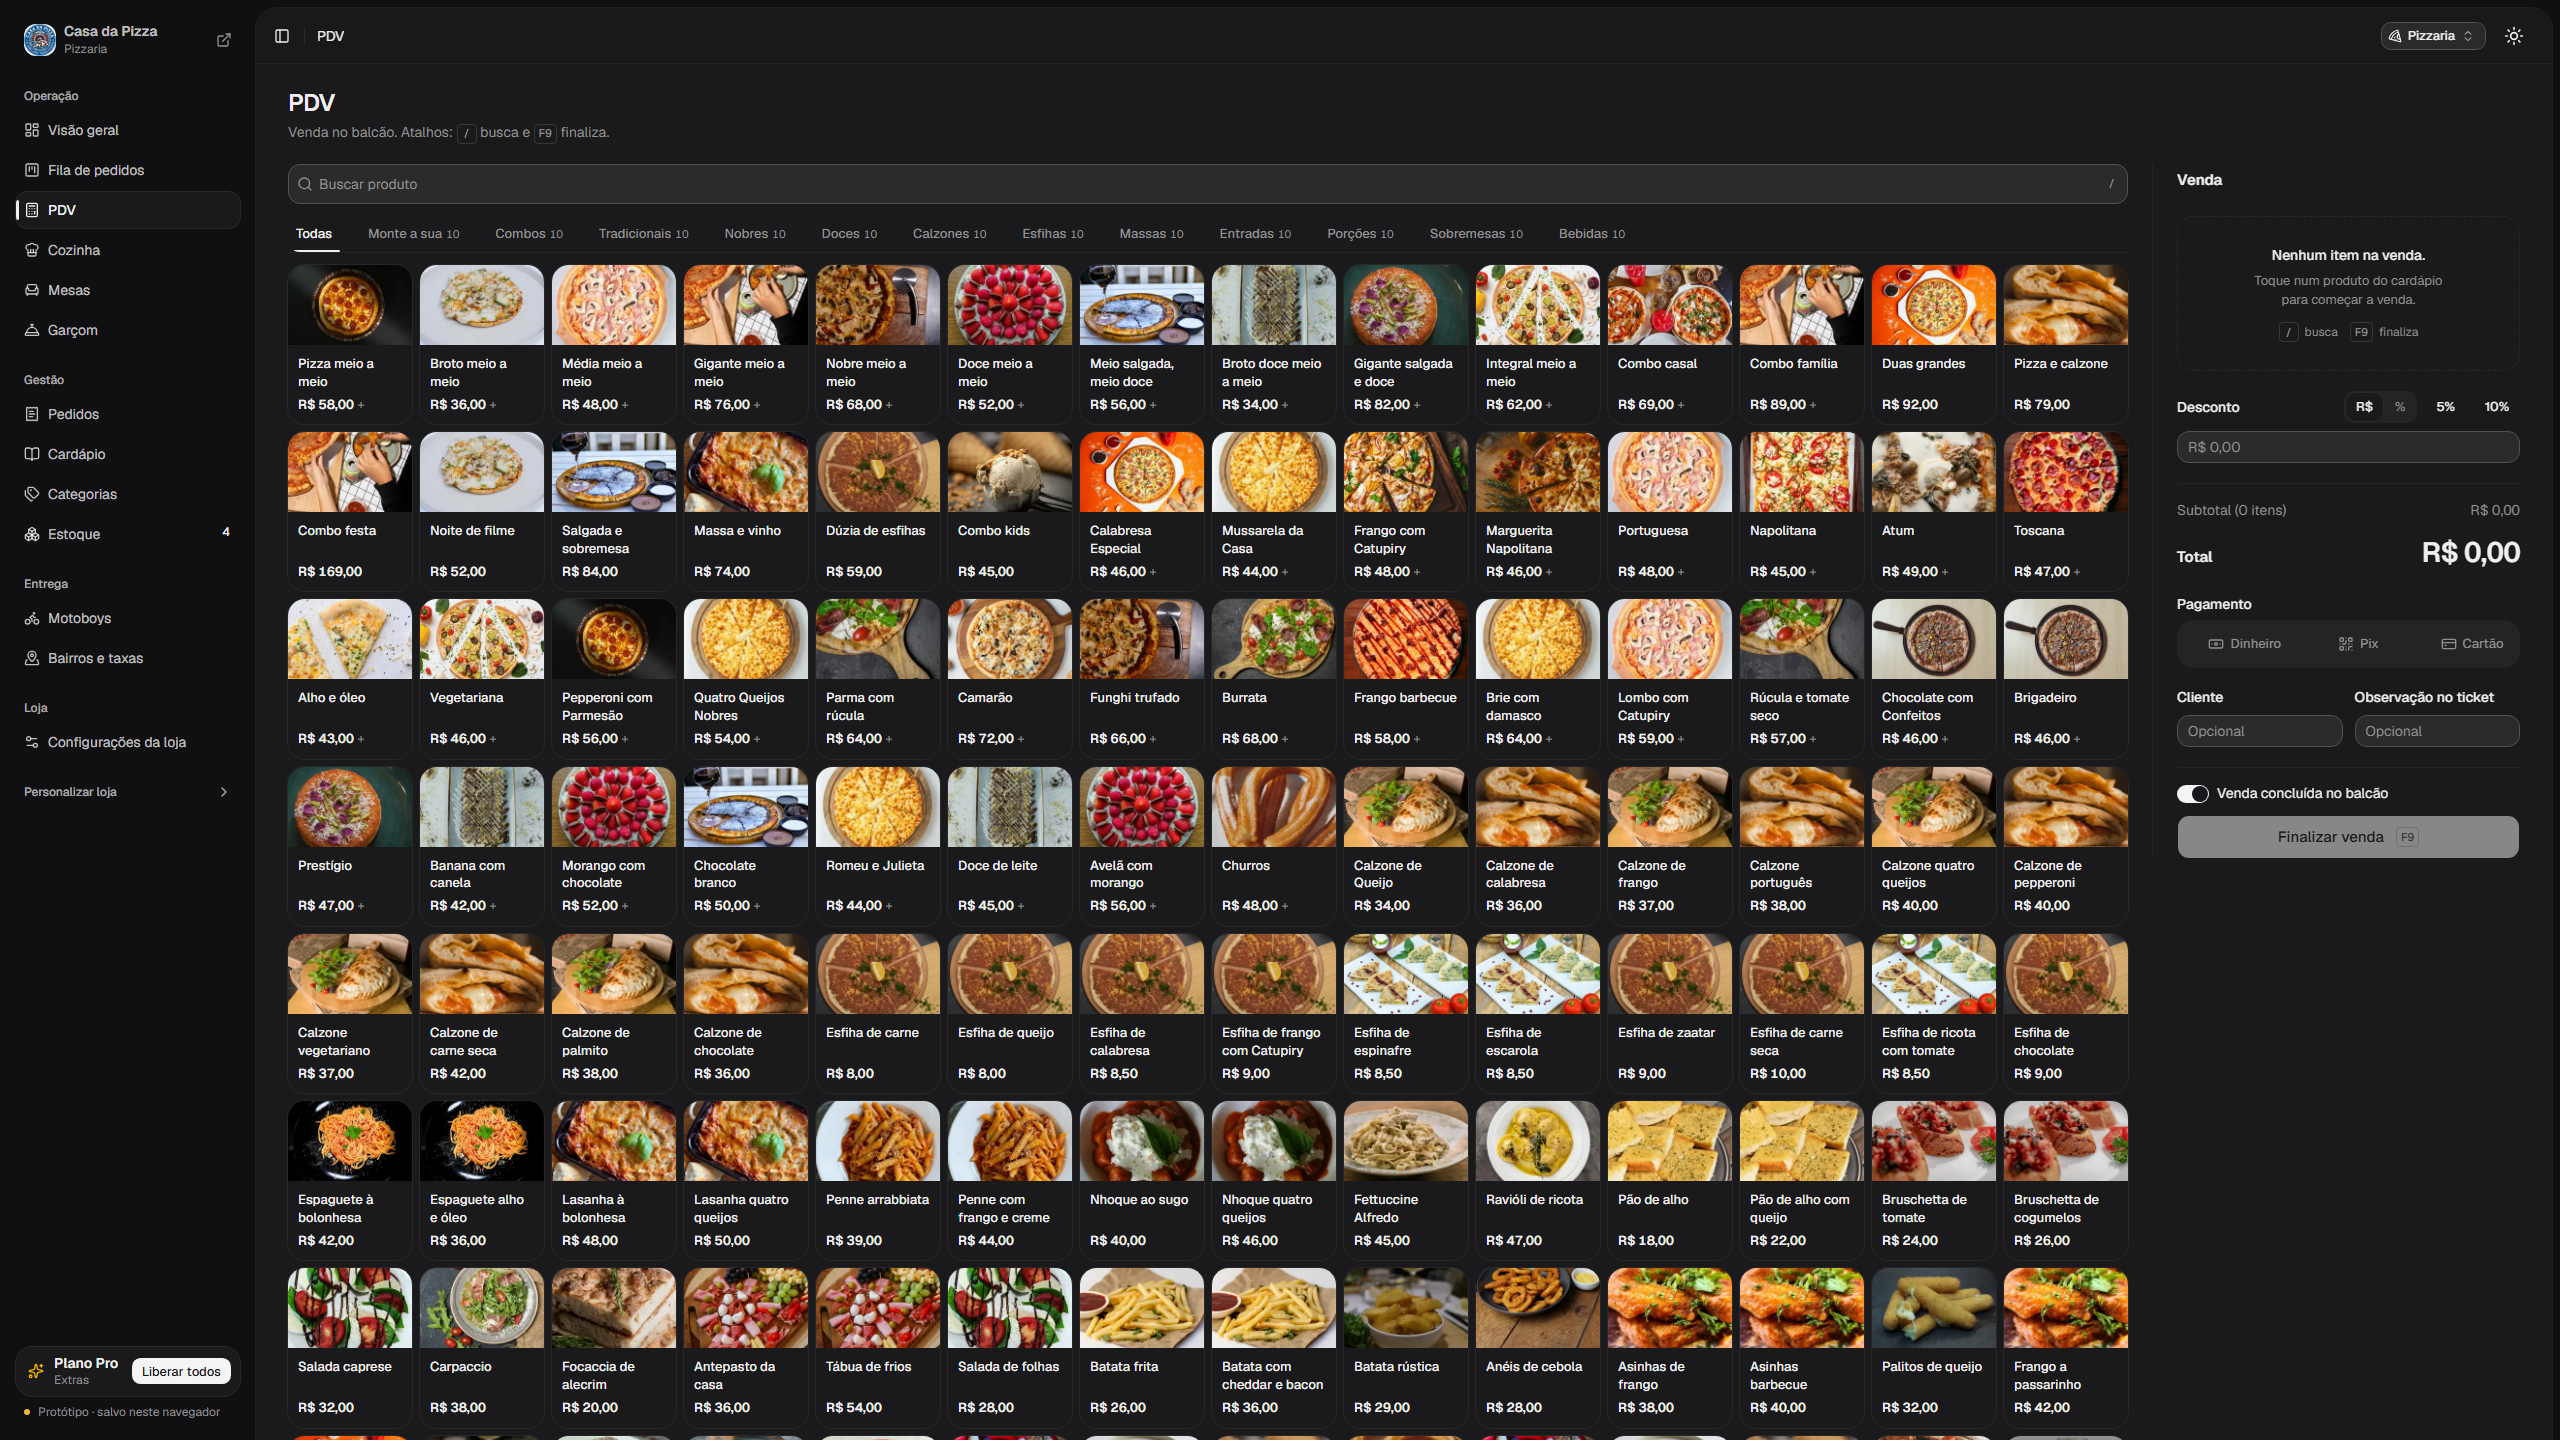 Casa da Pizza
Pizzaria
Operação
Visão geral
Fila de pedidos
PDV
Cozinha
Mesas
Garçom
Gestão
Pedidos
Cardápio
Categorias
Estoque 4
Entrega
Motoboys
Bairros e taxas
Loja
Configurações da loja
Personalizar loja
Plano Pro
Extras
Liberar todos
Protótipo · salvo neste navegador
PDV
Pizzaria
PDV
Venda no balcão. Atalhos: / busca e F9 finaliza.
Buscar produto /
Todas Monte a sua 10 Combos 10 Tradicionais 10 Nobres 10 Doces 10 Calzones 10 Esfihas 10 Massas 10 Entradas 10 Porções 10 Sobremesas 10 Bebidas 10
Pizza meio a meio
R$ 58,00 +
Broto meio a meio
R$ 36,00 +
Média meio a meio
R$ 48,00 +
Gigante meio a meio
R$ 76,00 +
Nobre meio a meio
R$ 68,00 +
Doce meio a meio
R$ 52,00 +
Meio salgada, meio doce
R$ 56,00 +
Broto doce meio a meio
R$ 34,00 +
Gigante salgada e doce
R$ 82,00 +
Integral meio a meio
R$ 62,00 +
Combo casal
R$ 69,00 +
Combo família
R$ 89,00 +
Duas grandes
R$ 92,00
Pizza e calzone
R$ 79,00
Combo festa
R$ 169,00
Noite de filme
R$ 52,00
Salgada e sobremesa
R$ 84,00
Massa e vinho
R$ 74,00
Dúzia de esfihas
R$ 59,00
Combo kids
R$ 45,00
Calabresa Especial
R$ 46,00 +
Mussarela da Casa
R$ 44,00 +
Frango com Catupiry
R$ 48,00 +
Marguerita Napolitana
R$ 46,00 +
Portuguesa
R$ 48,00 +
Napolitana
R$ 45,00 +
Atum
R$ 49,00 +
Toscana
R$ 47,00 +
Alho e óleo
R$ 43,00 +
Vegetariana
R$ 46,00 +
Pepperoni com Parmesão
R$ 56,00 +
Quatro Queijos Nobres
R$ 54,00 +
Parma com rúcula
R$ 64,00 +
Camarão
R$ 72,00 +
Funghi trufado
R$ 66,00 +
Burrata
R$ 68,00 +
Frango barbecue
R$ 58,00 +
Brie com damasco
R$ 64,00 +
Lombo com Catupiry
R$ 59,00 +
Rúcula e tomate seco
R$ 57,00 +
Chocolate com Confeitos
R$ 46,00 +
Brigadeiro
R$ 46,00 +
Prestígio
R$ 47,00 +
Banana com canela
R$ 42,00 +
Morango com chocolate
R$ 52,00 +
Chocolate branco
R$ 50,00 +
Romeu e Julieta
R$ 44,00 +
Doce de leite
R$ 45,00 +
Avelã com morango
R$ 56,00 +
Churros
R$ 48,00 +
Calzone de Queijo
R$ 34,00
Calzone de calabresa
R$ 36,00
Calzone de frango
R$ 37,00
Calzone português
R$ 38,00
Calzone quatro queijos
R$ 40,00
Calzone de pepperoni
R$ 40,00
Calzone vegetariano
R$ 37,00
Calzone de carne seca
R$ 42,00
Calzone de palmito
R$ 38,00
Calzone de chocolate
R$ 36,00
Esfiha de carne
R$ 8,00
Esfiha de queijo
R$ 8,00
Esfiha de calabresa
R$ 8,50
Esfiha de frango com Catupiry
R$ 9,00
Esfiha de espinafre
R$ 8,50
Esfiha de escarola
R$ 8,50
Esfiha de zaatar
R$ 9,00
Esfiha de carne seca
R$ 10,00
Esfiha de ricota com tomate
R$ 8,50
Esfiha de chocolate
R$ 9,00
Espaguete à bolonhesa
R$ 42,00
Espaguete alho e óleo
R$ 36,00
Lasanha à bolonhesa
R$ 48,00
Lasanha quatro queijos
R$ 50,00
Penne arrabbiata
R$ 39,00
Penne com frango e creme
R$ 44,00
Nhoque ao sugo
R$ 40,00
Nhoque quatro queijos
R$ 46,00
Fettuccine Alfredo
R$ 45,00
Ravióli de ricota
R$ 47,00
Pão de alho
R$ 18,00
Pão de alho com queijo
R$ 22,00
Bruschetta de tomate
R$ 24,00
Bruschetta de cogumelos
R$ 26,00
Salada caprese
R$ 32,00
Carpaccio
R$ 38,00
Focaccia de alecrim
R$ 20,00
Antepasto da casa
R$ 36,00
Tábua de frios
R$ 54,00
Salada de folhas
R$ 28,00
Batata frita
R$ 26,00
Batata com cheddar e bacon
R$ 36,00
Batata rústica
R$ 29,00
Anéis de cebola
R$ 28,00
Asinhas de frango
R$ 38,00
Asinhas barbecue
R$ 40,00
Palitos de queijo
R$ 32,00
Frango a passarinho
R$ 42,00
Venda
Nenhum item na venda.
Toque num produto do cardápio
para começar a venda.
/ busca F9 finaliza
Desconto R$ % 5% 10%
R$ 0,00
Subtotal (0 itens) R$ 0,00
Total R$ 0,00
Pagamento
Dinheiro Pix Cartão
Cliente Observação no ticket
Opcional Opcional
Venda concluída no balcão
Finalizar venda F9